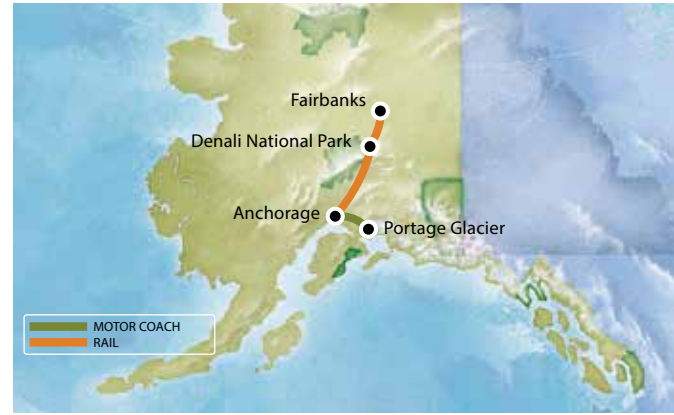 Fairbanks
Denali National Park
Anchorage
Portage Glacier
MOTOR COACH
RAIL